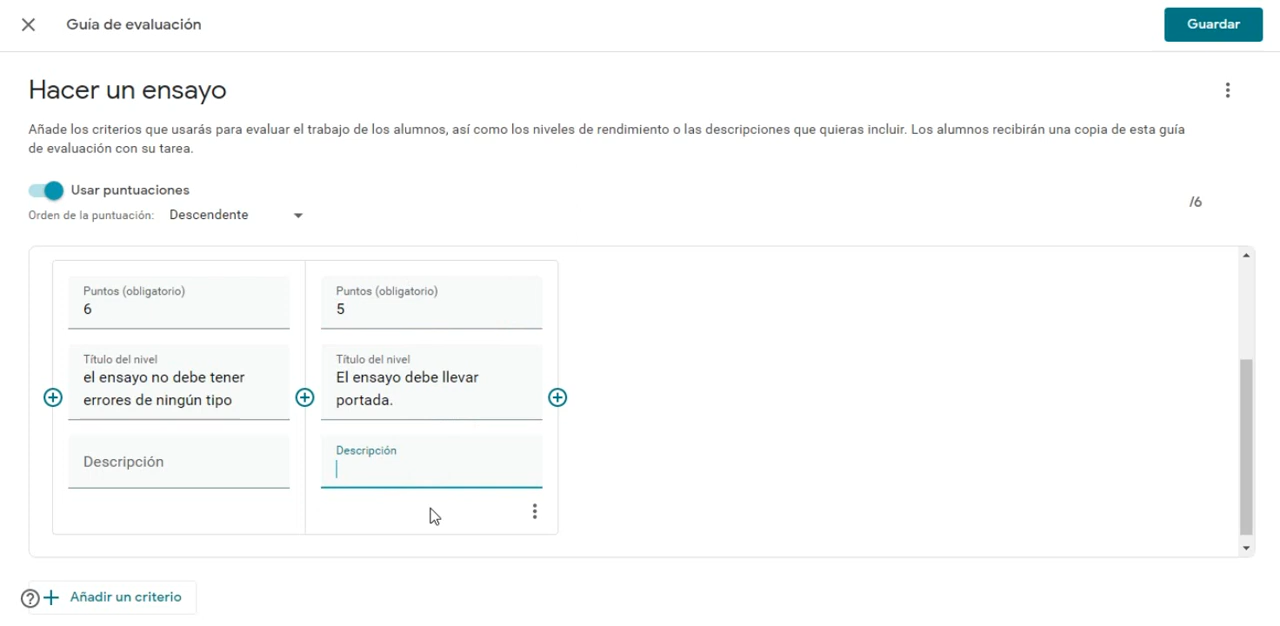 Guía de evaluación
Guardar
Hacer un ensayo
Añade los criterios que usarás para evaluar el trabajo de los alumnos, así como los niveles de rendimiento o las descripciones que quieras incluir. Los alumnos recibirán una copia de esta guía
de evaluación con su tarea.
Usar puntuaciones
/6
Orden de la puntuación: Descendente
Puntos (obligatorio)
6
Título del nivel
el ensayo no debe tener
errores de ningún tipo
Descripción
Puntos (obligatorio)
5
Título del nivel
El ensayo debe llevar
portada.
Descripción
Añadir un criterio